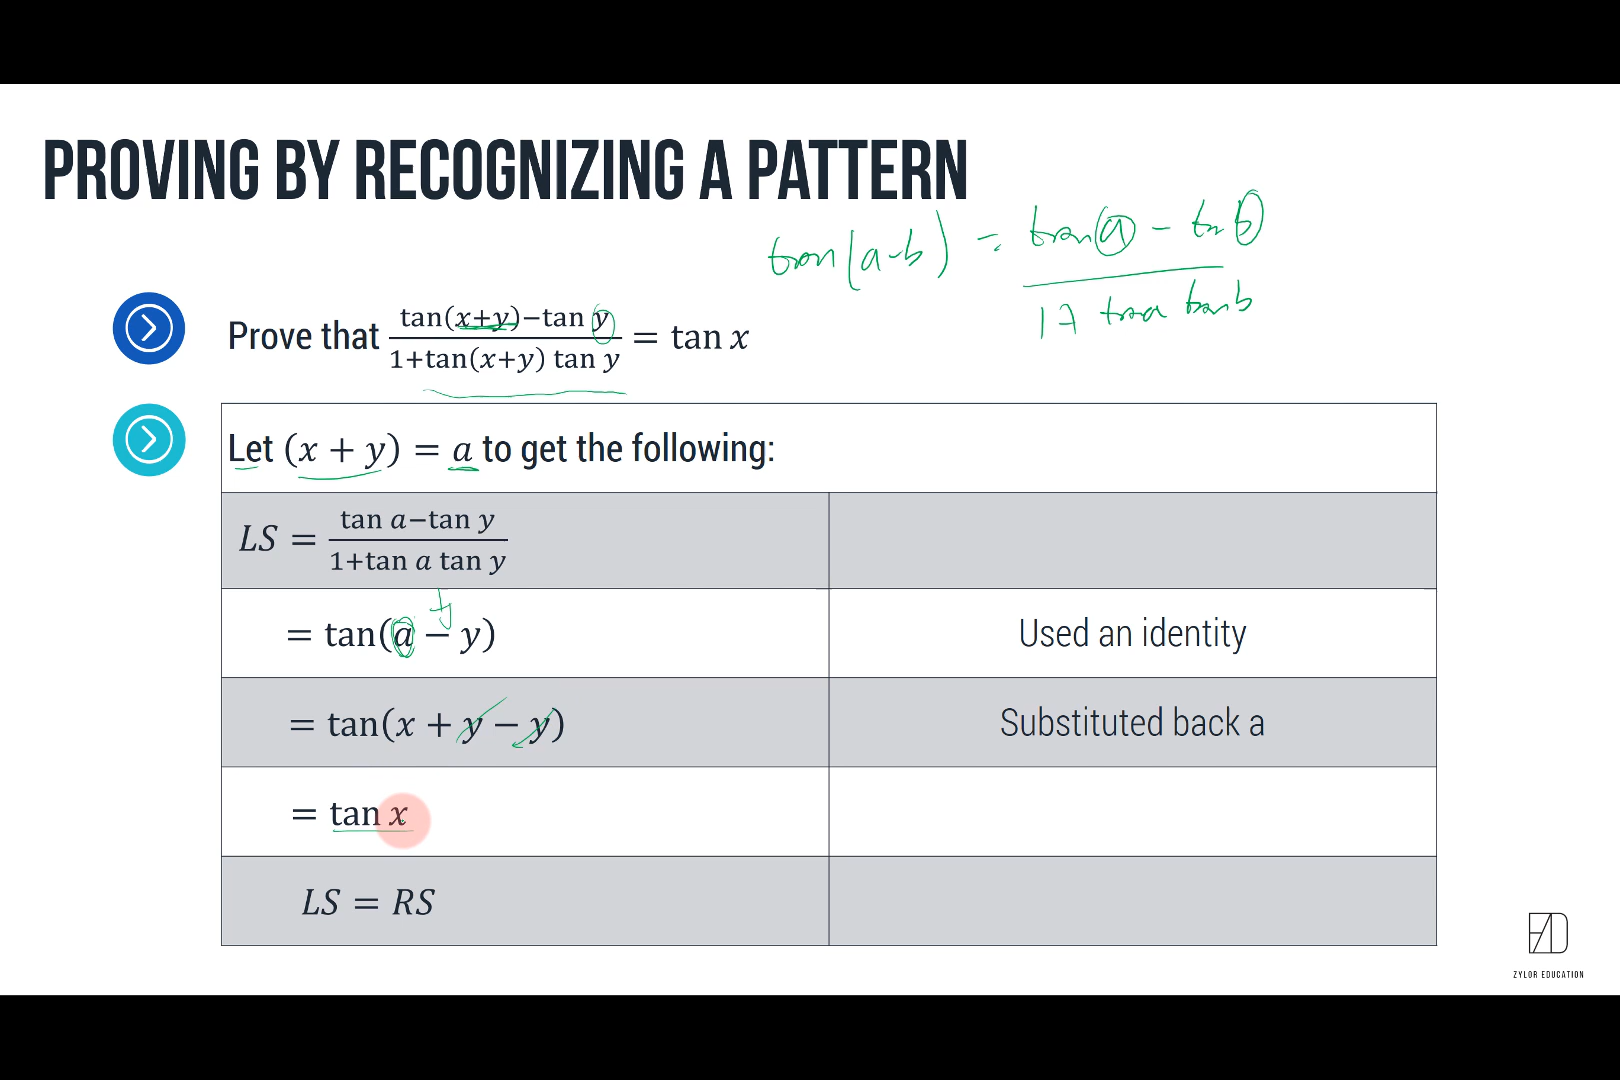 PROVING BY RECOGNIZING A PATTERN
tan(a-b) = tan(a) - tan b
1+ tan a tan b
Prove that tan(x+y)−tan y / 1+tan(x+y) tan y = tan x
Let (x + y) = a to get the following:
LS = tan a−tan y / 1+tan a tan y
= tan(a − y)
Used an identity
= tan(x + y − y)
Substituted back a
= tan x
LS = RS
ZYLOR EDUCATION